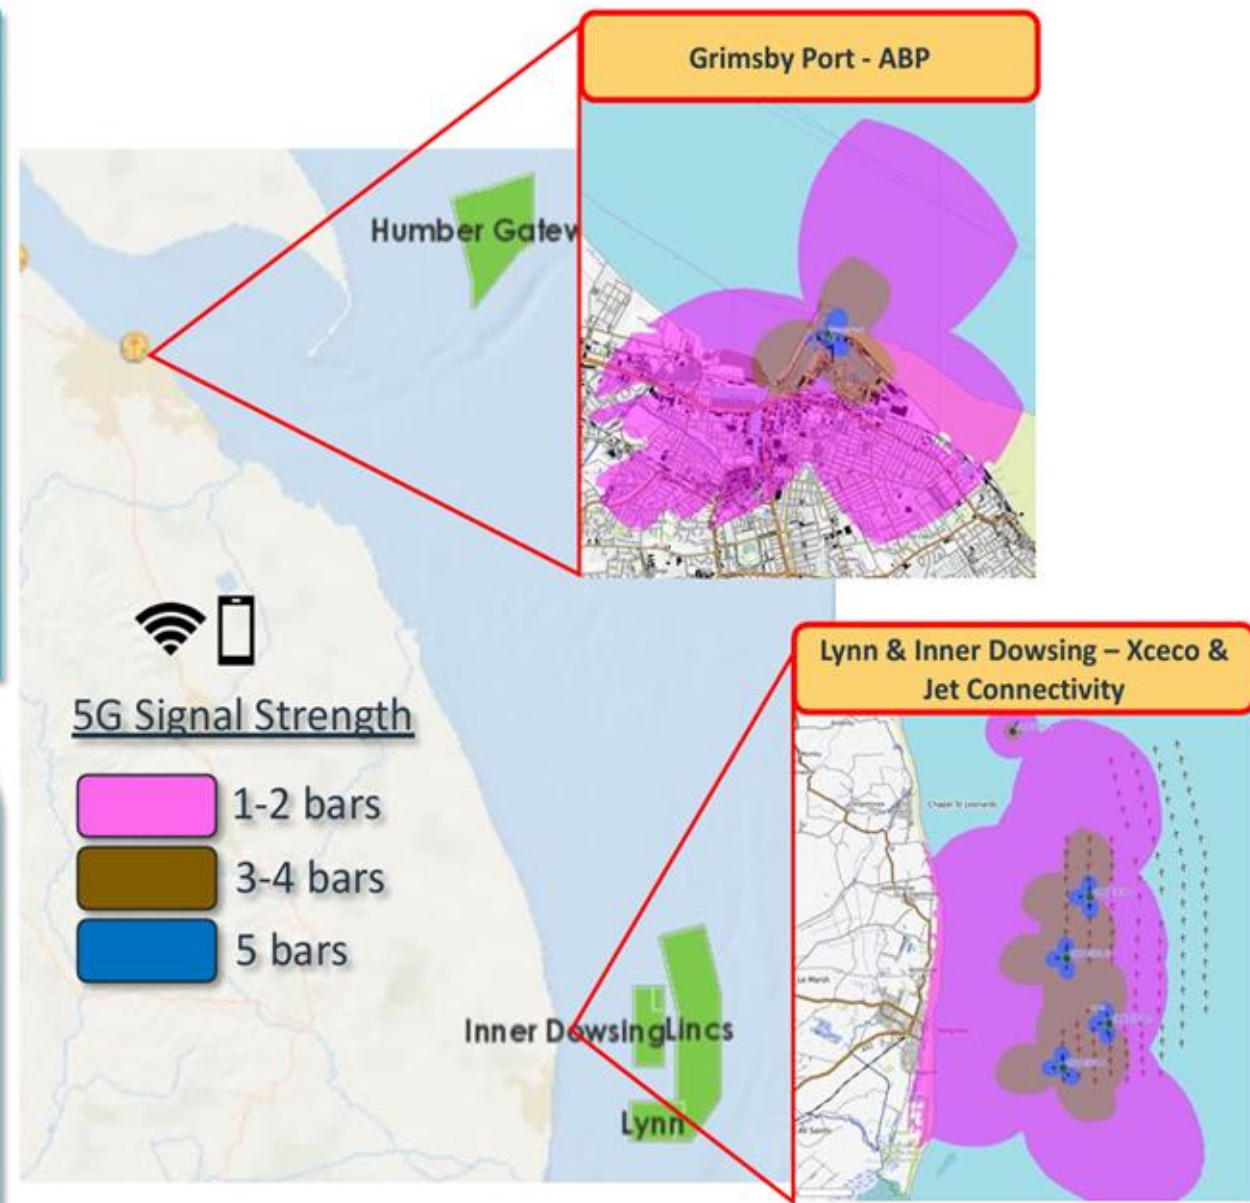 Grimsby Port - ABP
Humber Gatew
5G Signal Strength
1-2 bars
3-4 bars
5 bars
Lynn & Inner Dowsing – Xceco &
Jet Connectivity
Chapel St Leonards
Inner Dowsing
Lincs
Lynn